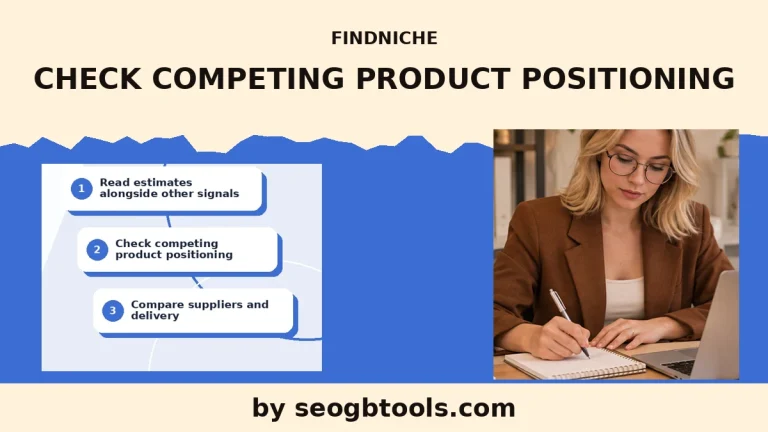 FINDNICHE
CHECK COMPETING PRODUCT POSITIONING
1
Read estimates
alongside other signals
2
Check competing
product positioning
3
Compare suppliers and
delivery
by seogbtools.com